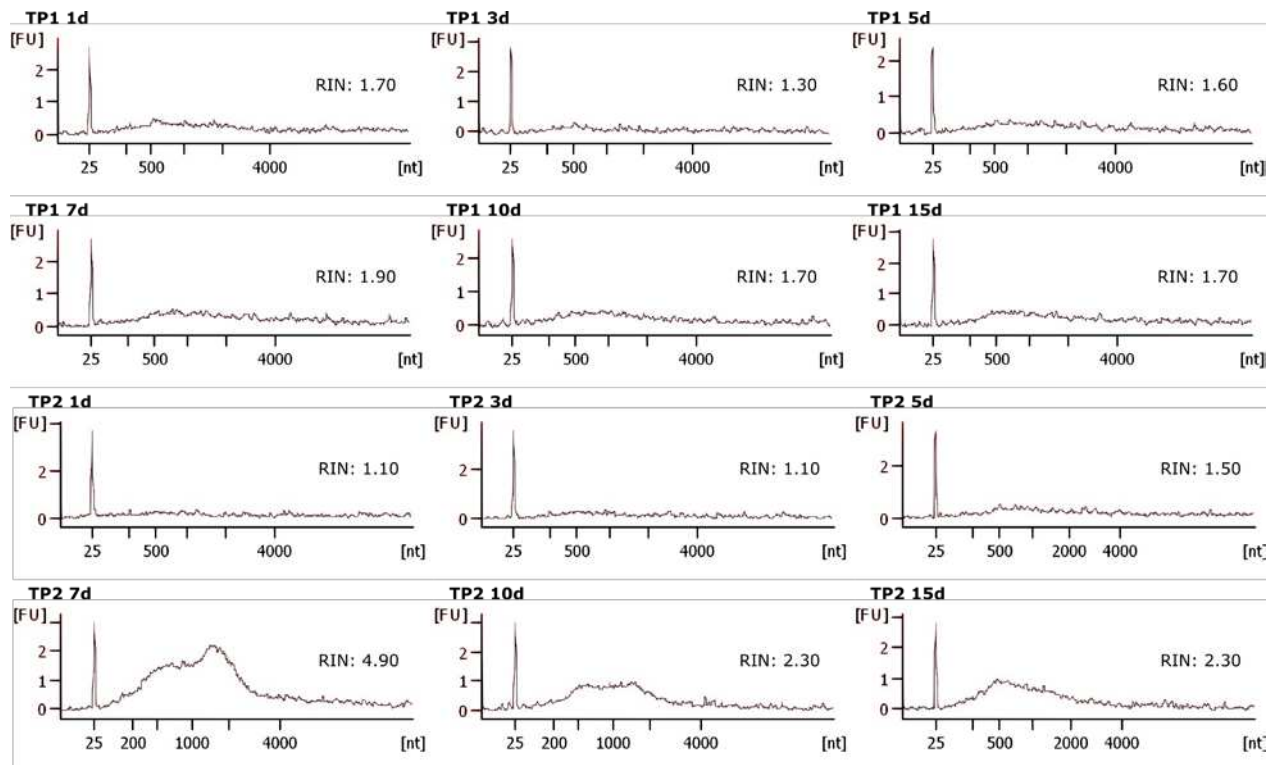 TP1 1d TP1 3d TP1 5d
[FU] [FU] [FU]
2 2 2
RIN: 1.70 RIN: 1.30 RIN: 1.60
1 1 1
0 0 0
25 500 4000 [nt] 25 500 4000 [nt] 25 500 4000 [nt]
TP1 7d TP1 10d TP1 15d
[FU] [FU] [FU]
2 2 2
RIN: 1.90 RIN: 1.70 RIN: 1.70
1 1 1
0 0 0
25 500 4000 [nt] 25 500 4000 [nt] 25 500 4000 [nt]
TP2 1d TP2 3d TP2 5d
[FU] [FU] [FU]
2 2 2
RIN: 1.10 RIN: 1.10 RIN: 1.50
0 0 0
25 500 4000 [nt] 25 500 4000 [nt] 25 500 2000 4000 [nt]
TP2 7d TP2 10d TP2 15d
[FU] [FU] [FU]
2 2 2
RIN: 4.90 RIN: 2.30 RIN: 2.30
1 1 1
0 0 0
25 200 1000 4000 [nt] 25 200 1000 4000 [nt] 25 500 2000 4000 [nt]